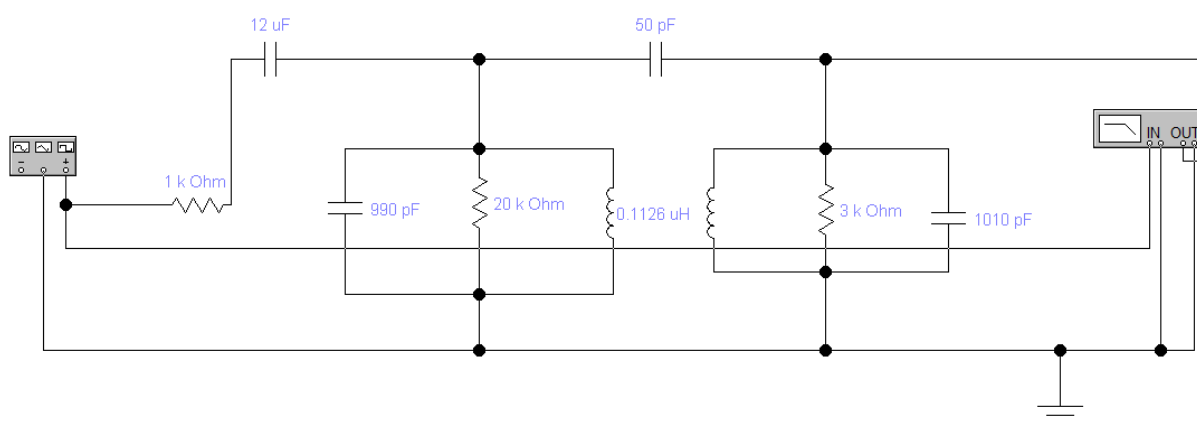 12 uF
50 pF
IN OUT
1 k Ohm
990 pF
20 k Ohm
0.1126 uH
3 k Ohm
1010 pF